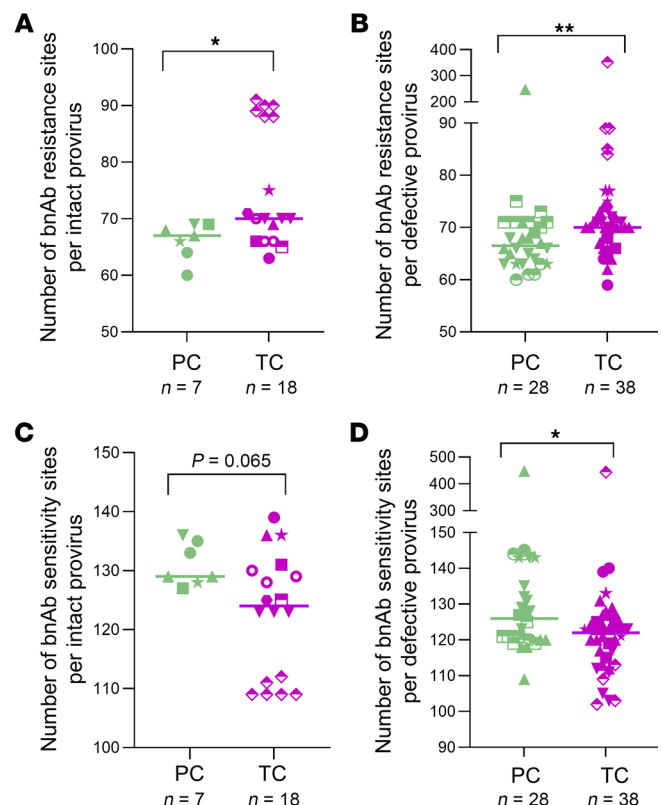 A
Number of bnAb resistance sites
per intact provirus
100
90
80
70
60
50
*
PC
TC
n = 7
n = 18
B
Number of bnAb resistance sites
per defective provirus
400
300
200
90
80
70
60
50
**
PC
TC
n = 28
n = 38
C
Number of bnAb sensitivity sites
per intact provirus
150
140
130
120
110
100
P = 0.065
PC
TC
n = 7
n = 18
D
Number of bnAb sensitivity sites
per defective provirus
500
400
300
150
140
130
120
110
100
90
*
PC
TC
n = 28
n = 38